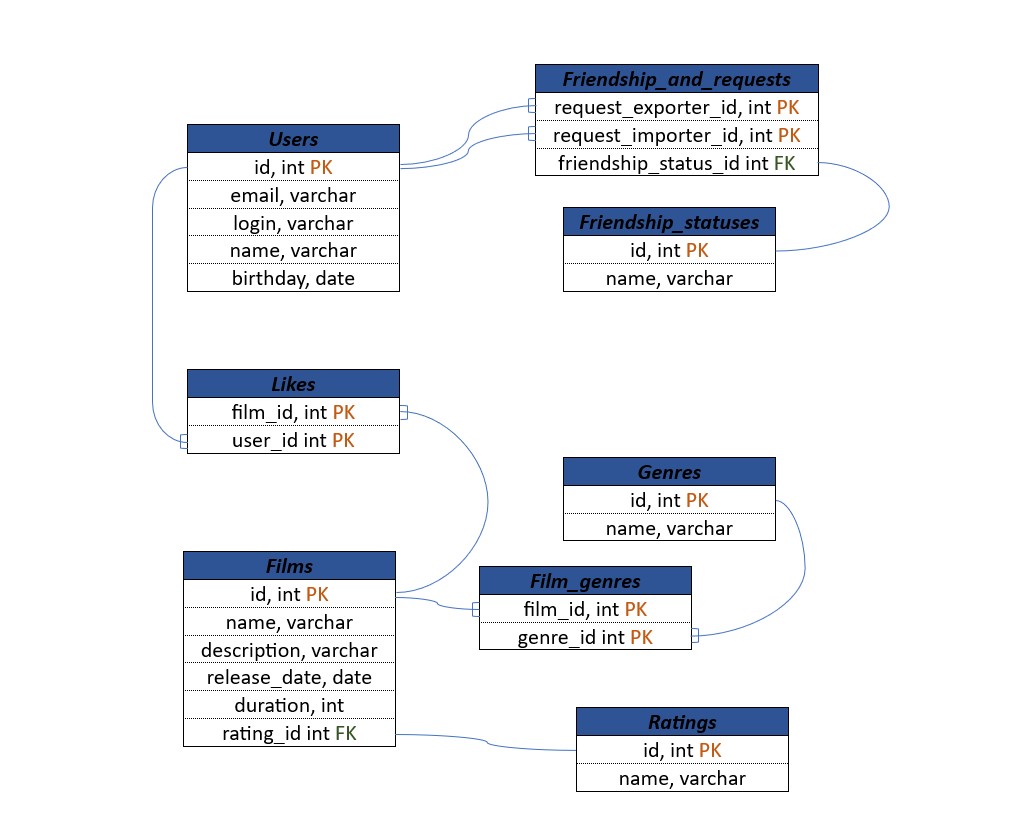 Friendship_and_requests
request_exporter_id, int PK
request_importer_id, int PK
friendship_status_id int FK
Users
id, int PK
email, varchar
login, varchar
name, varchar
birthday, date
Friendship_statuses
id, int PK
name, varchar
Likes
film_id, int PK
user_id int PK
Genres
id, int PK
name, varchar
Films
id, int PK
name, varchar
description, varchar
release_date, date
duration, int
rating_id int FK
Film_genres
film_id, int PK
genre_id int PK
Ratings
id, int PK
name, varchar